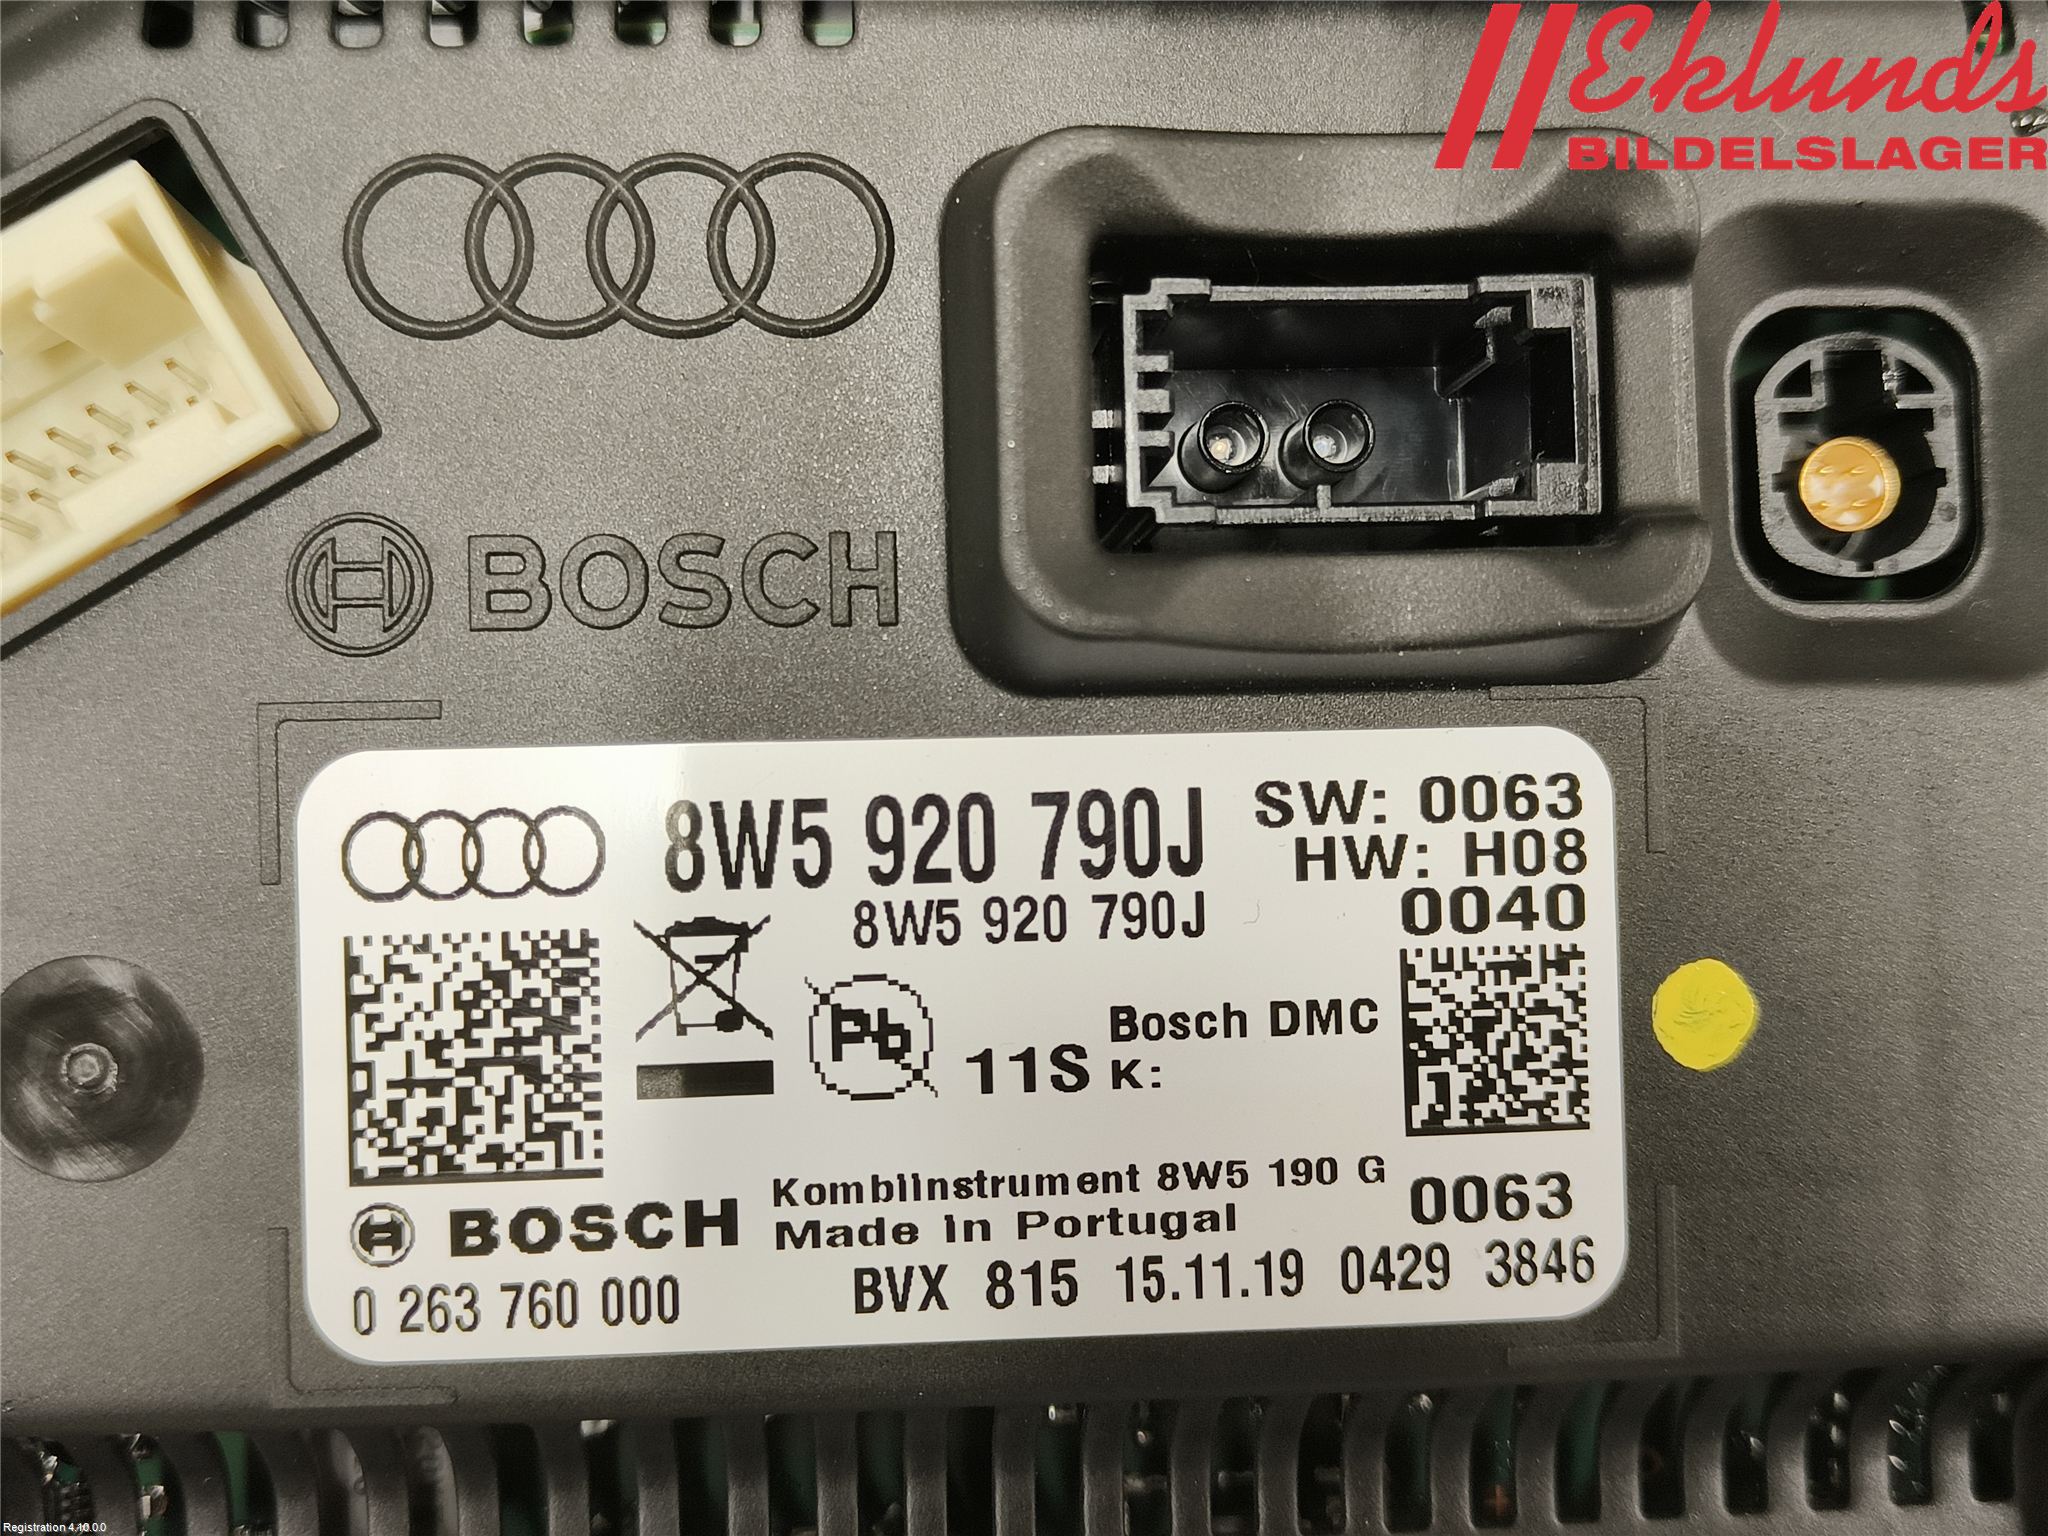 Eklunds
BILDELSLAGER
BOSCH
8W5 920 790J
SW: 0063
HW: H08
8W5 920 790J
0040
Pb
11S
Bosch DMC
K:
Kombiinstrument 8W5 190 G
BOSCH
Made in Portugal
0063
0 263 760 000
BVX 815 15.11.19 0429 3846
Registration 4.10.0.0